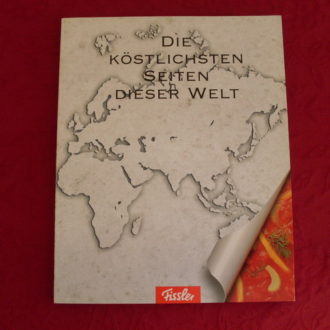 DIE
KÖSTLICHSTEN
SEITEN
DIESER WELT
Fissler